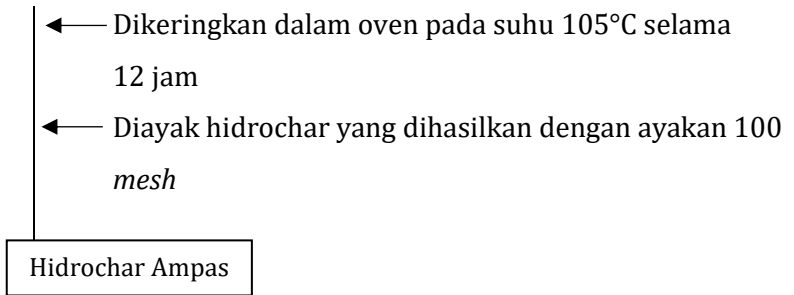 Dikeringkan dalam oven pada suhu 105°C selama
12 jam
Diayak hidrochar yang dihasilkan dengan ayakan 100
mesh
Hidrochar Ampas